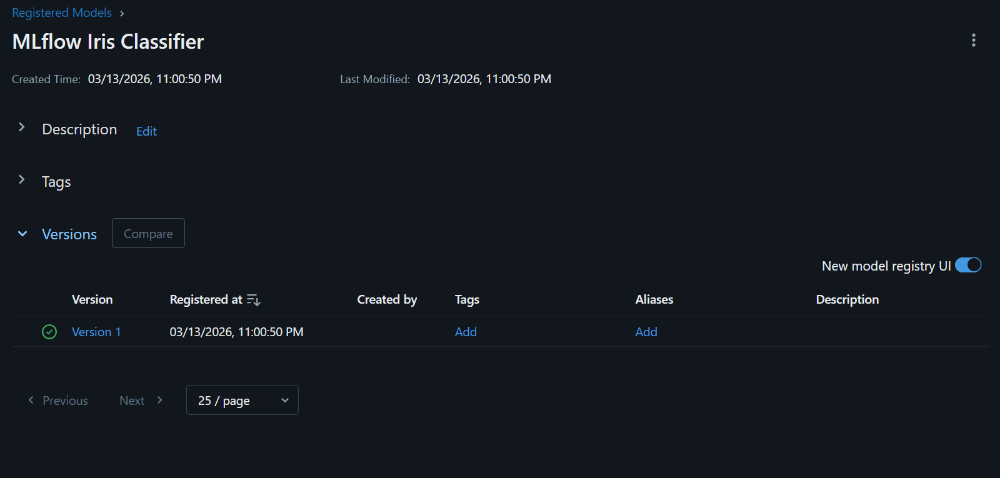 Registered Models
MLflow Iris Classifier
Created Time: 03/13/2026, 11:00:50 PM Last Modified: 03/13/2026, 11:00:50 PM
Description Edit
Tags
Versions Compare
New model registry UI
Version Registered at Created by Tags Aliases Description
Version 1 03/13/2026, 11:00:50 PM Add Add
Previous Next 25 / page